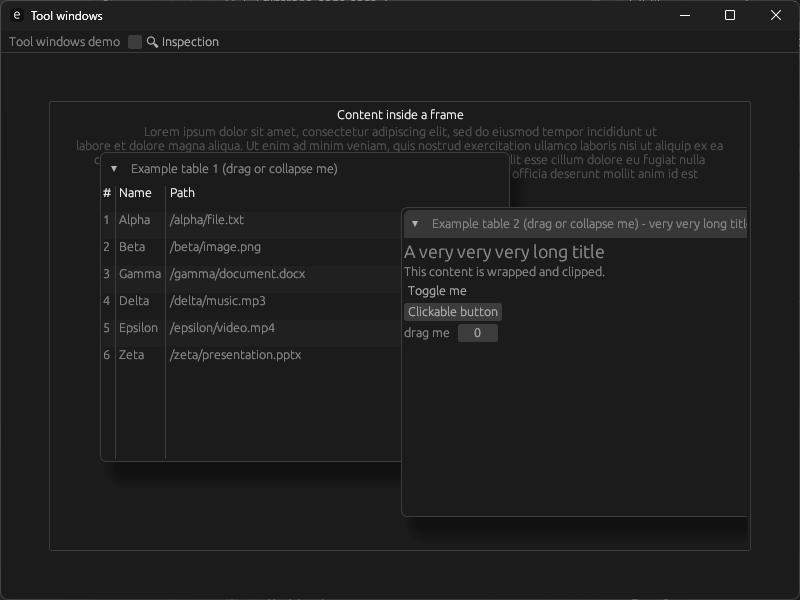 e Tool windows
Tool windows demo Inspection
Content inside a frame
Lorem ipsum dolor sit amet, consectetur adipiscing elit, sed do eiusmod tempor incididunt ut
labore et dolore magna aliqua. Ut enim ad minim veniam, quis nostrud exercitation ullamco laboris nisi ut aliquip ex ea
esse cillum dolore eu fugiat nulla
officia deserunt mollit anim id est
Example table 1 (drag or collapse me)
# Name Path
1 Alpha /alpha/file.txt
2 Beta /beta/image.png
3 Gamma /gamma/document.docx
4 Delta /delta/music.mp3
5 Epsilon /epsilon/video.mp4
6 Zeta /zeta/presentation.pptx
Example table 2 (drag or collapse me) - very very long title
A very very very long title
This content is wrapped and clipped.
Toggle me
Clickable button
drag me 0